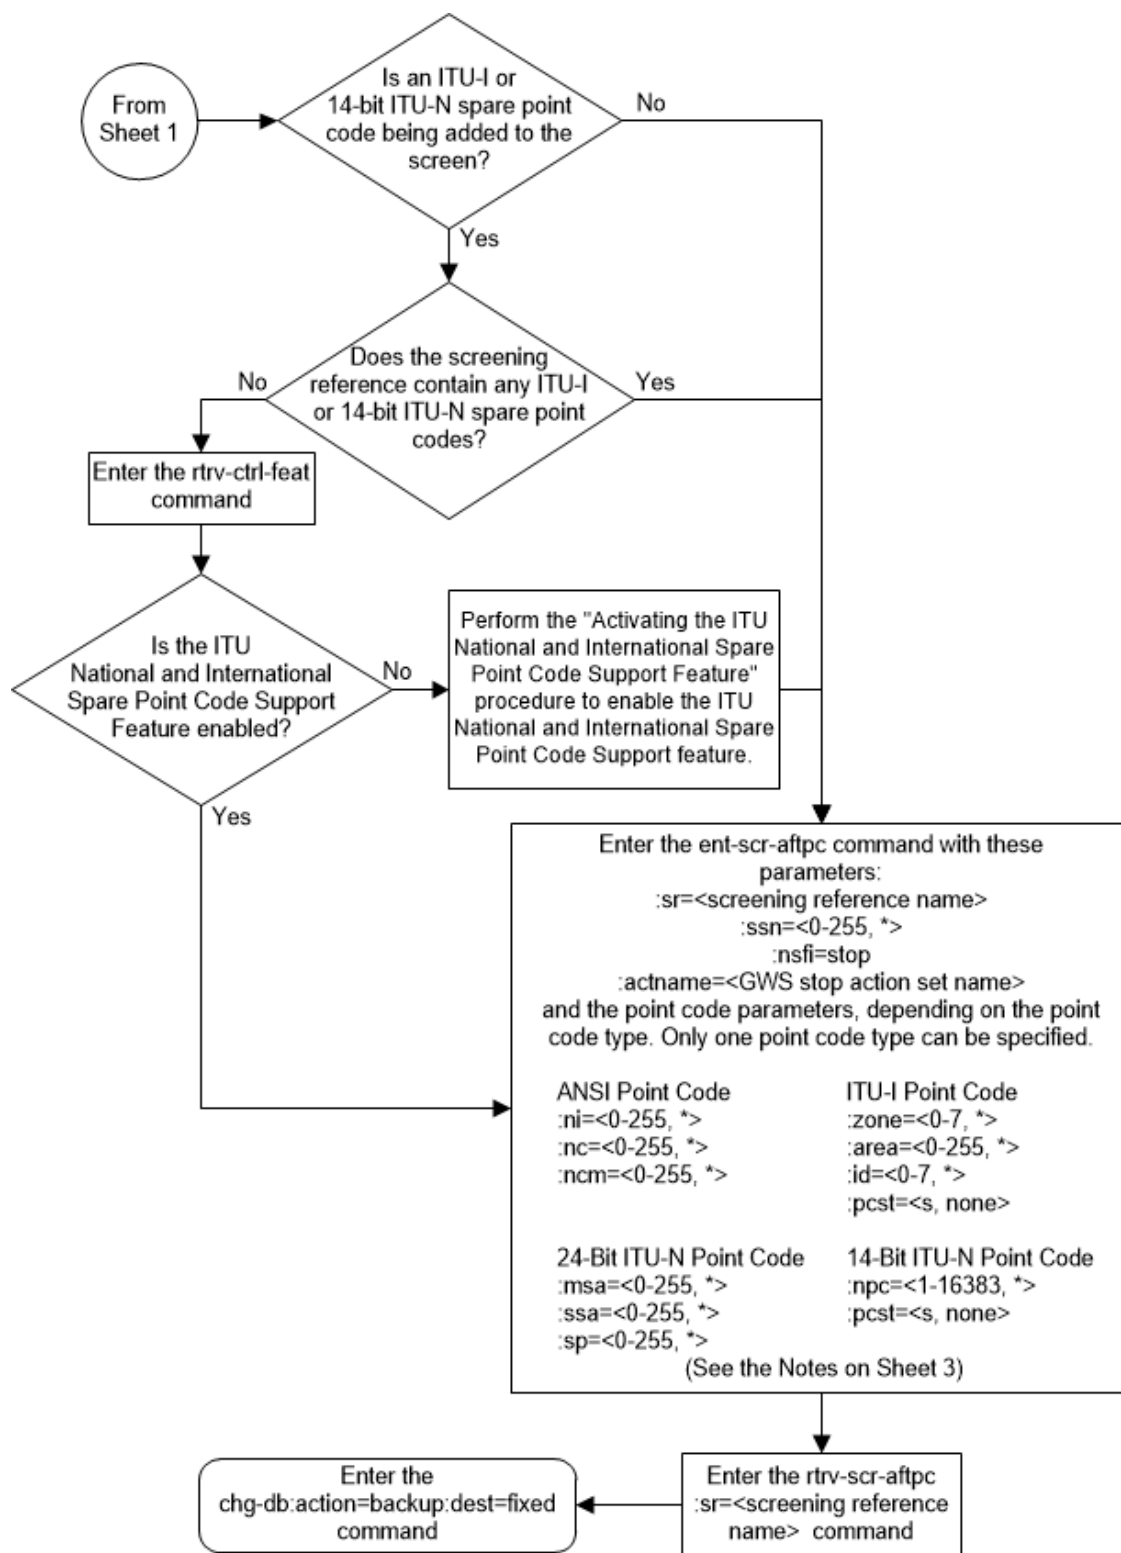 From
Sheet 1
Is an ITU-I or
14-bit ITU-N spare point
code being added to the
screen?
No
Yes
Does the screening
reference contain any ITU-I
or 14-bit ITU-N spare point
codes?
No
Yes
Enter the rtrv-ctrl-feat
command
Is the ITU
National and International
Spare Point Code Support
Feature enabled?
No
Yes
Perform the "Activating the ITU
National and International Spare
Point Code Support Feature"
procedure to enable the ITU
National and International Spare
Point Code Support feature.
Enter the ent-scr-aftpc command with these
parameters:
:sr=<screening reference name>
:ssn=<0-255, *>
:nsfi=stop
:actname=<GWS stop action set name>
and the point code parameters, depending on the point
code type. Only one point code type can be specified.
ANSI Point Code
:ni=<0-255, *>
:nc=<0-255, *>
:ncm=<0-255, *>
ITU-I Point Code
:zone=<0-7, *>
:area=<0-255, *>
:id=<0-7, *>
:pcst=<s, none>
24-Bit ITU-N Point Code
:msa=<0-255, *>
:ssa=<0-255, *>
:sp=<0-255, *>
14-Bit ITU-N Point Code
:npc=<1-16383, *>
:pcst=<s, none>
(See the Notes on Sheet 3)
Enter the rtrv-scr-aftpc
:sr=<screening reference
name> command
Enter the
chg-db:action=backup:dest=fixed
command